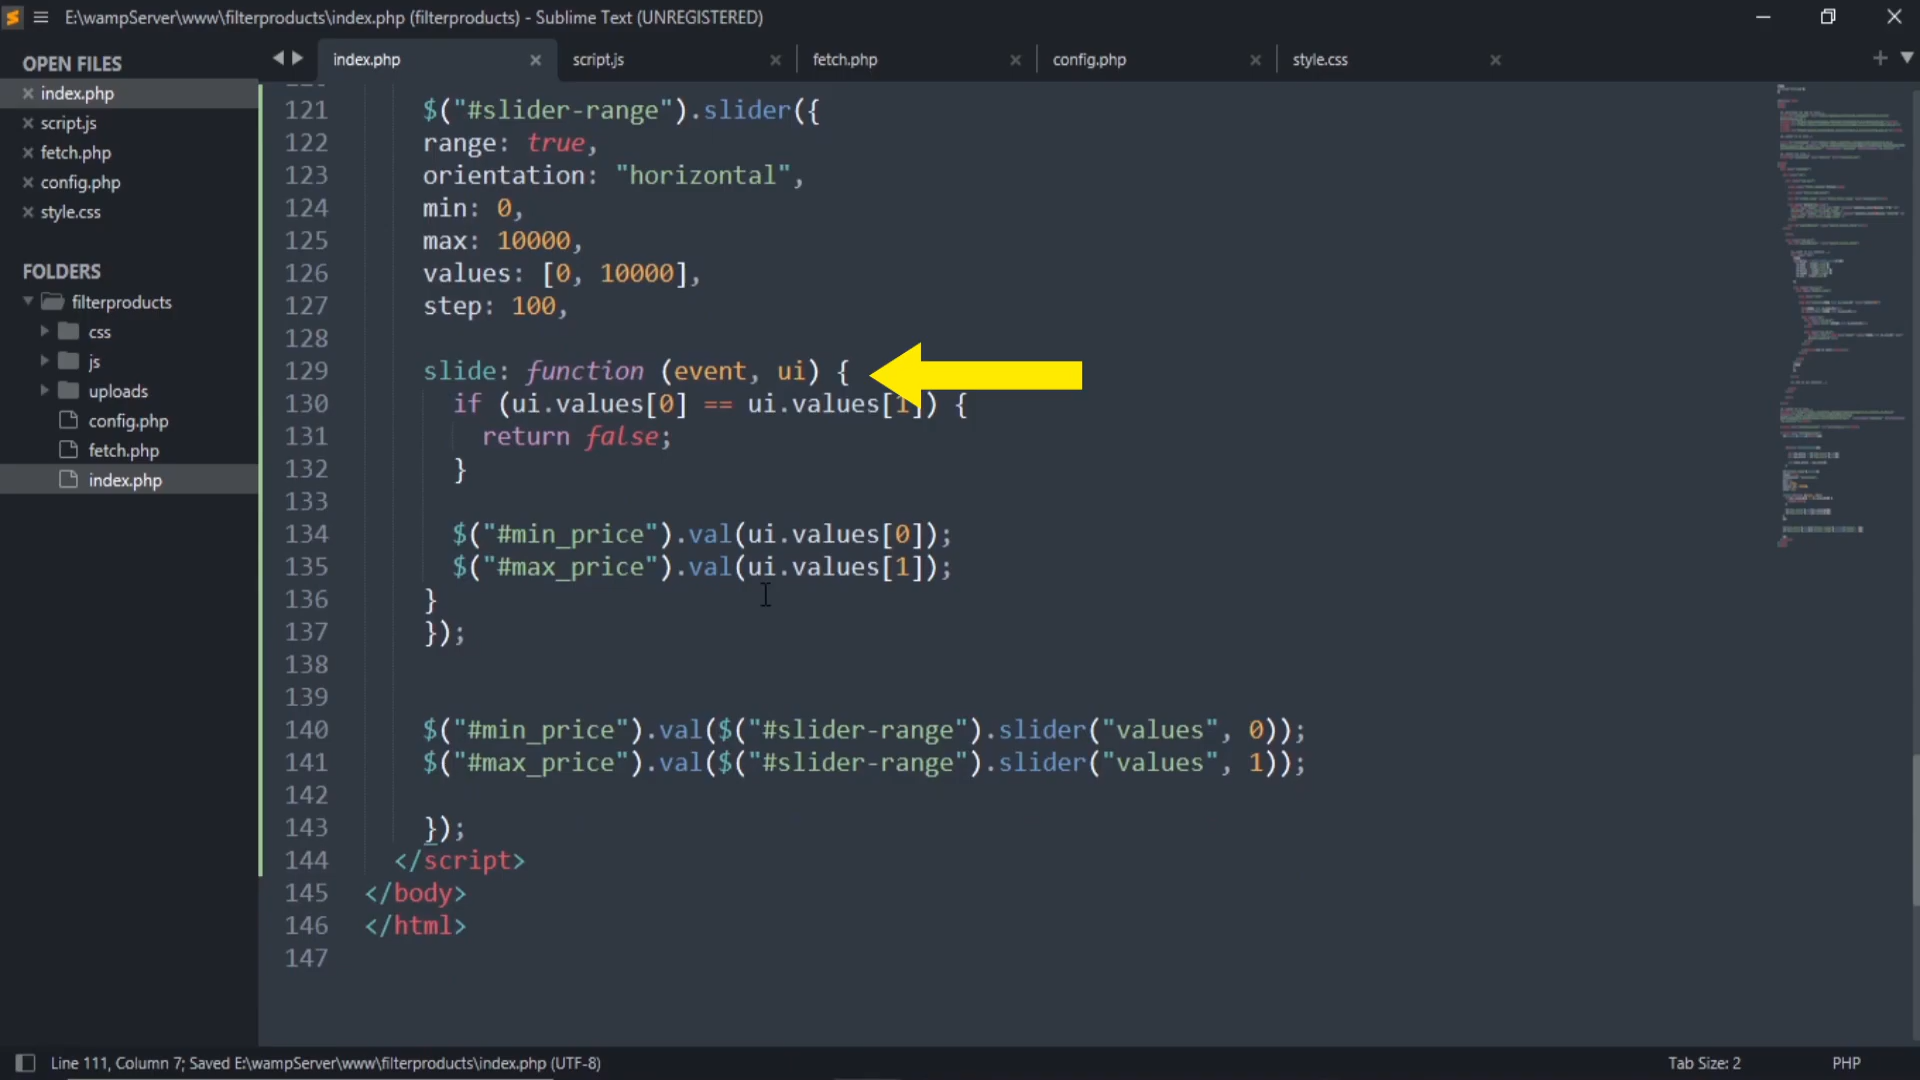 E:\wampServer\www\filterproducts\index.php (filterproducts) - Sublime Text (UNREGISTERED)
OPEN FILES
index.php
script.js
fetch.php
config.php
style.css
FOLDERS
filterproducts
css
js
uploads
config.php
fetch.php
index.php
index.php
script.js
fetch.php
config.php
style.css
121 $("#slider-range").slider({
122 range: true,
123 orientation: "horizontal",
124 min: 0,
125 max: 10000,
126 values: [0, 10000],
127 step: 100,
128
129 slide: function (event, ui) {
130 if (ui.values[0] == ui.values[1]) {
131 return false;
132 }
133
134 $("#min_price").val(ui.values[0]);
135 $("#max_price").val(ui.values[1]);
136 }
137 });
138
139
140 $("#min_price").val($("#slider-range").slider("values", 0));
141 $("#max_price").val($("#slider-range").slider("values", 1));
142
143 });
144 </script>
145 </body>
146 </html>
147
Line 111, Column 7; Saved E:\wampServer\www\filterproducts\index.php (UTF-8)
Tab Size: 2
PHP